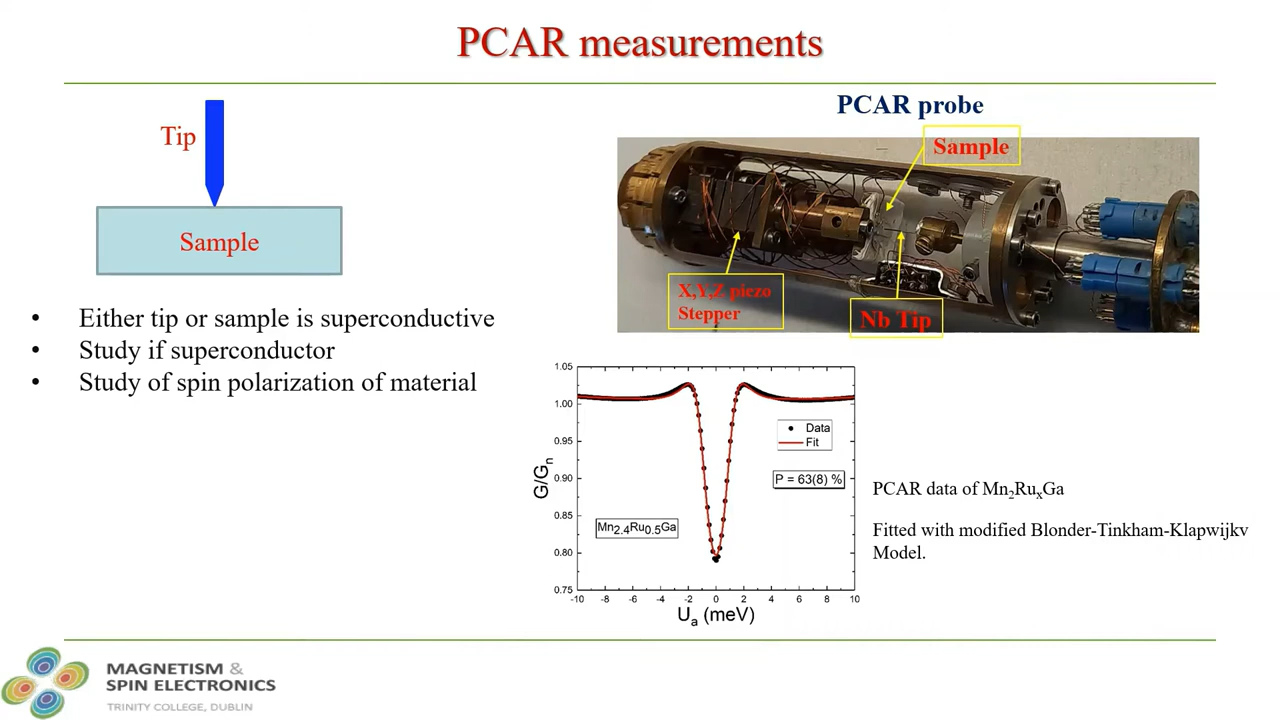 PCAR measurements
Tip
Sample
• Either tip or sample is superconductive
• Study if superconductor
• Study of spin polarization of material
PCAR probe
Sample
X,Y,Z piezo
Stepper
Nb Tip
1.05
1.00
0.95
0.90
0.85
0.80
0.75
G/Gn
-10 -8 -6 -4 -2 0 2 4 6 8 10
Ua (meV)
Data
Fit
P = 63(8) %
Mn2.4Ru0.5Ga
PCAR data of Mn2RuxGa
Fitted with modified Blonder-Tinkham-Klapwijkv
Model.
MAGNETISM &
SPIN ELECTRONICS
TRINITY COLLEGE, DUBLIN